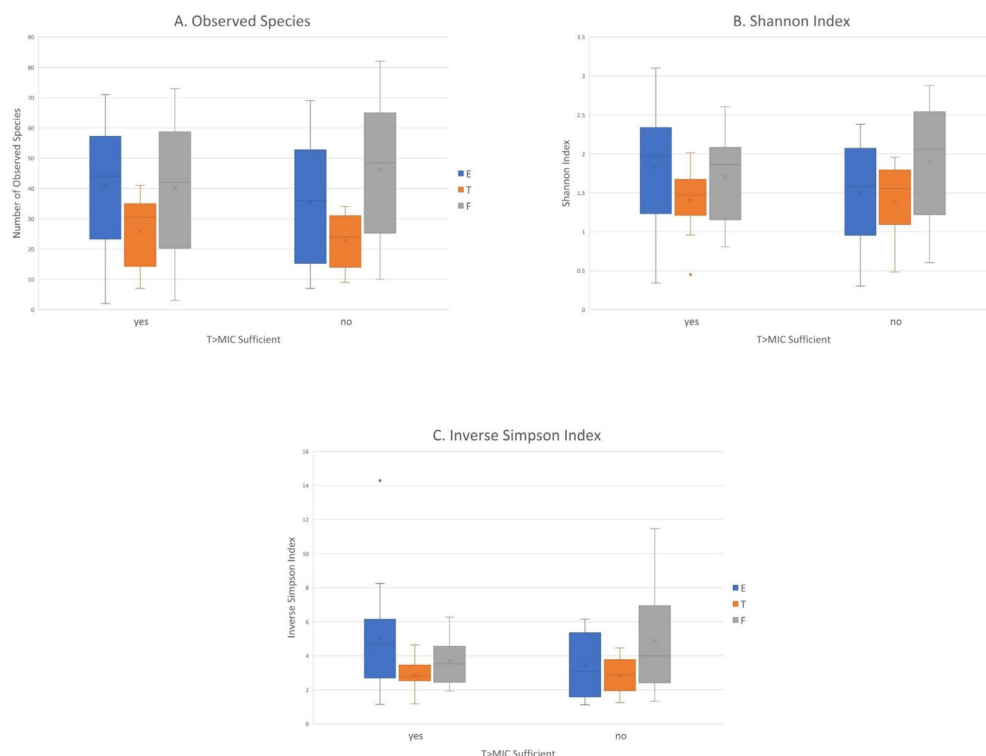 A. Observed Species
90
80
70
60
50
40
30
20
10
0
Number of Observed Species
yes
no
T>MIC Sufficient
E
T
F
B. Shannon Index
3.5
3
2.5
2
1.5
1
0.5
0
Shannon Index
yes
no
T>MIC Sufficient
E
T
F
C. Inverse Simpson Index
16
14
12
10
8
6
4
2
0
Inverse Simpson Index
yes
no
T>MIC Sufficient
E
T
F